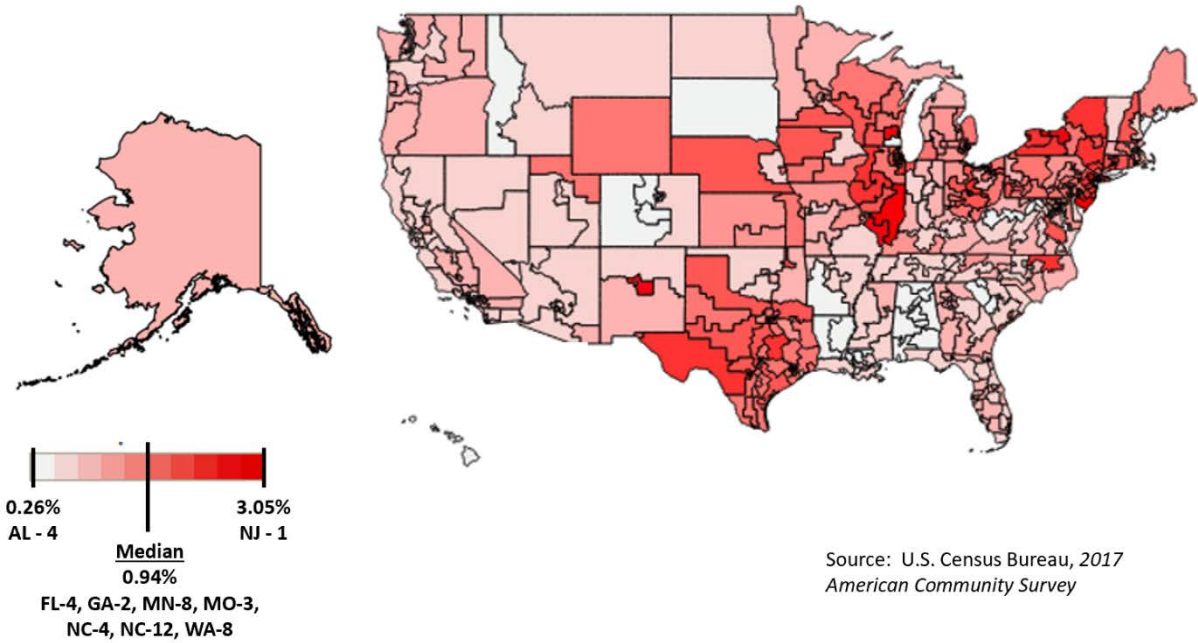 0.26%
AL - 4
3.05%
NJ - 1
Median
0.94%
FL-4, GA-2, MN-8, MO-3,
NC-4, NC-12, WA-8
Source: U.S. Census Bureau, 2017
American Community Survey